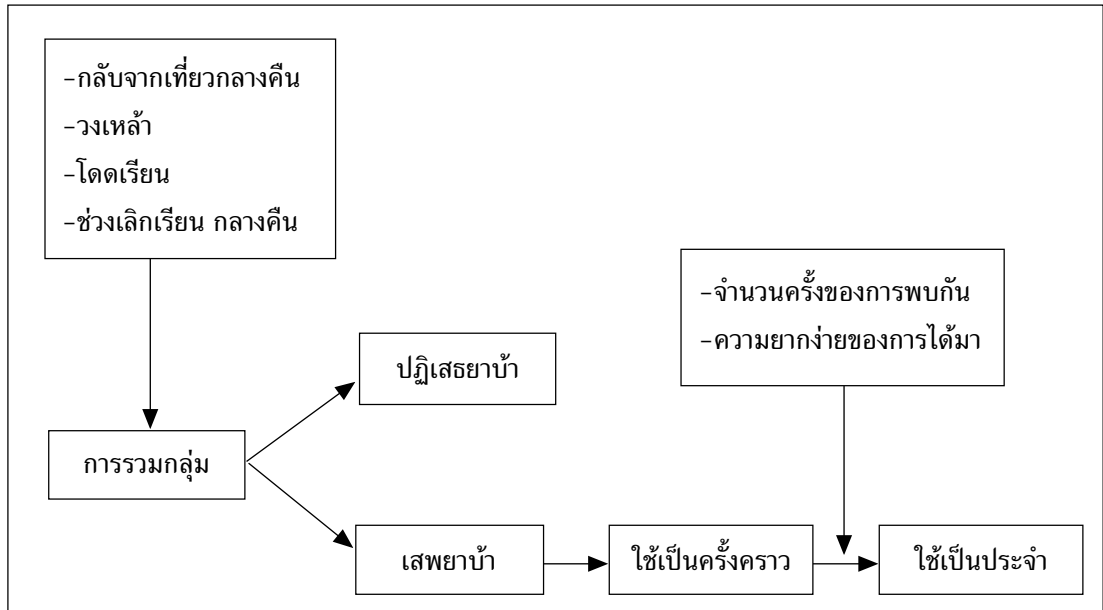 -กลับจากเที่ยวกลางคืน
-วงเหล้า
-โดดเรียน
-ช่วงเลิกเรียน กลางคืน
-จำนวนครั้งของการพบกัน
-ความยากง่ายของการได้มา
ปฏิเสธยาบ้า
การรวมกลุ่ม
เสพยาบ้า
ใช้เป็นครั้งคราว
ใช้เป็นประจำ